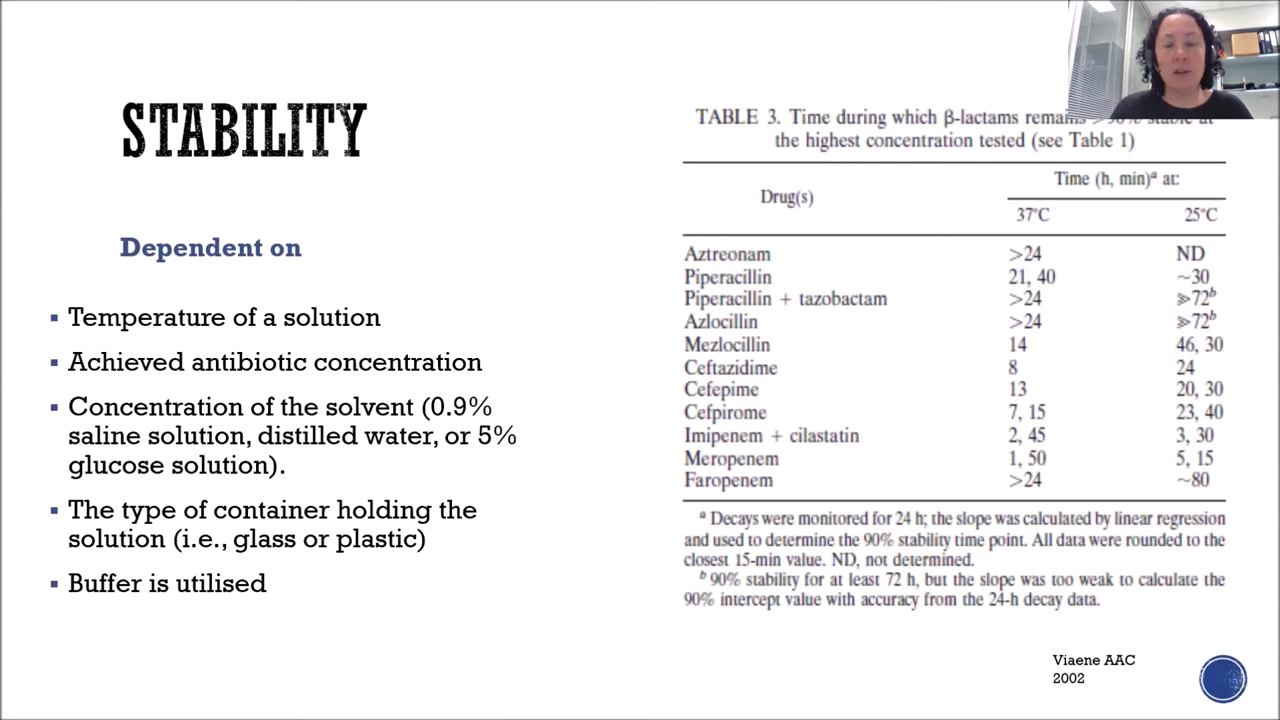 STABILITY
Dependent on
▪ Temperature of a solution
▪ Achieved antibiotic concentration
▪ Concentration of the solvent (0.9%
saline solution, distilled water, or 5%
glucose solution).
▪ The type of container holding the
solution (i.e., glass or plastic)
▪ Buffer is utilised
TABLE 3. Time during which β-lactams remain >90% stable at
the highest concentration tested (see Table 1)
Drug(s) Time (h, min)ᵃ at:
37°C 25°C
Aztreonam >24 ND
Piperacillin 21, 40 ~30
Piperacillin + tazobactam >24 ≥72ᵇ
Azlocillin >24 ≥72ᵇ
Mezlocillin 14 46, 30
Ceftazidime 8 24
Cefepime 13 20, 30
Cefpirome 7, 15 23, 40
Imipenem + cilastatin 2, 45 3, 30
Meropenem 1, 50 5, 15
Faropenem >24 ~80
ᵃ Decays were monitored for 24 h; the slope was calculated by linear regression
and used to determine the 90% stability time point. All data were rounded to the
closest 15-min value. ND, not determined.
ᵇ 90% stability for at least 72 h, but the slope was too weak to calculate the
90% intercept value with accuracy from the 24-h decay data.
Viaene AAC
2002